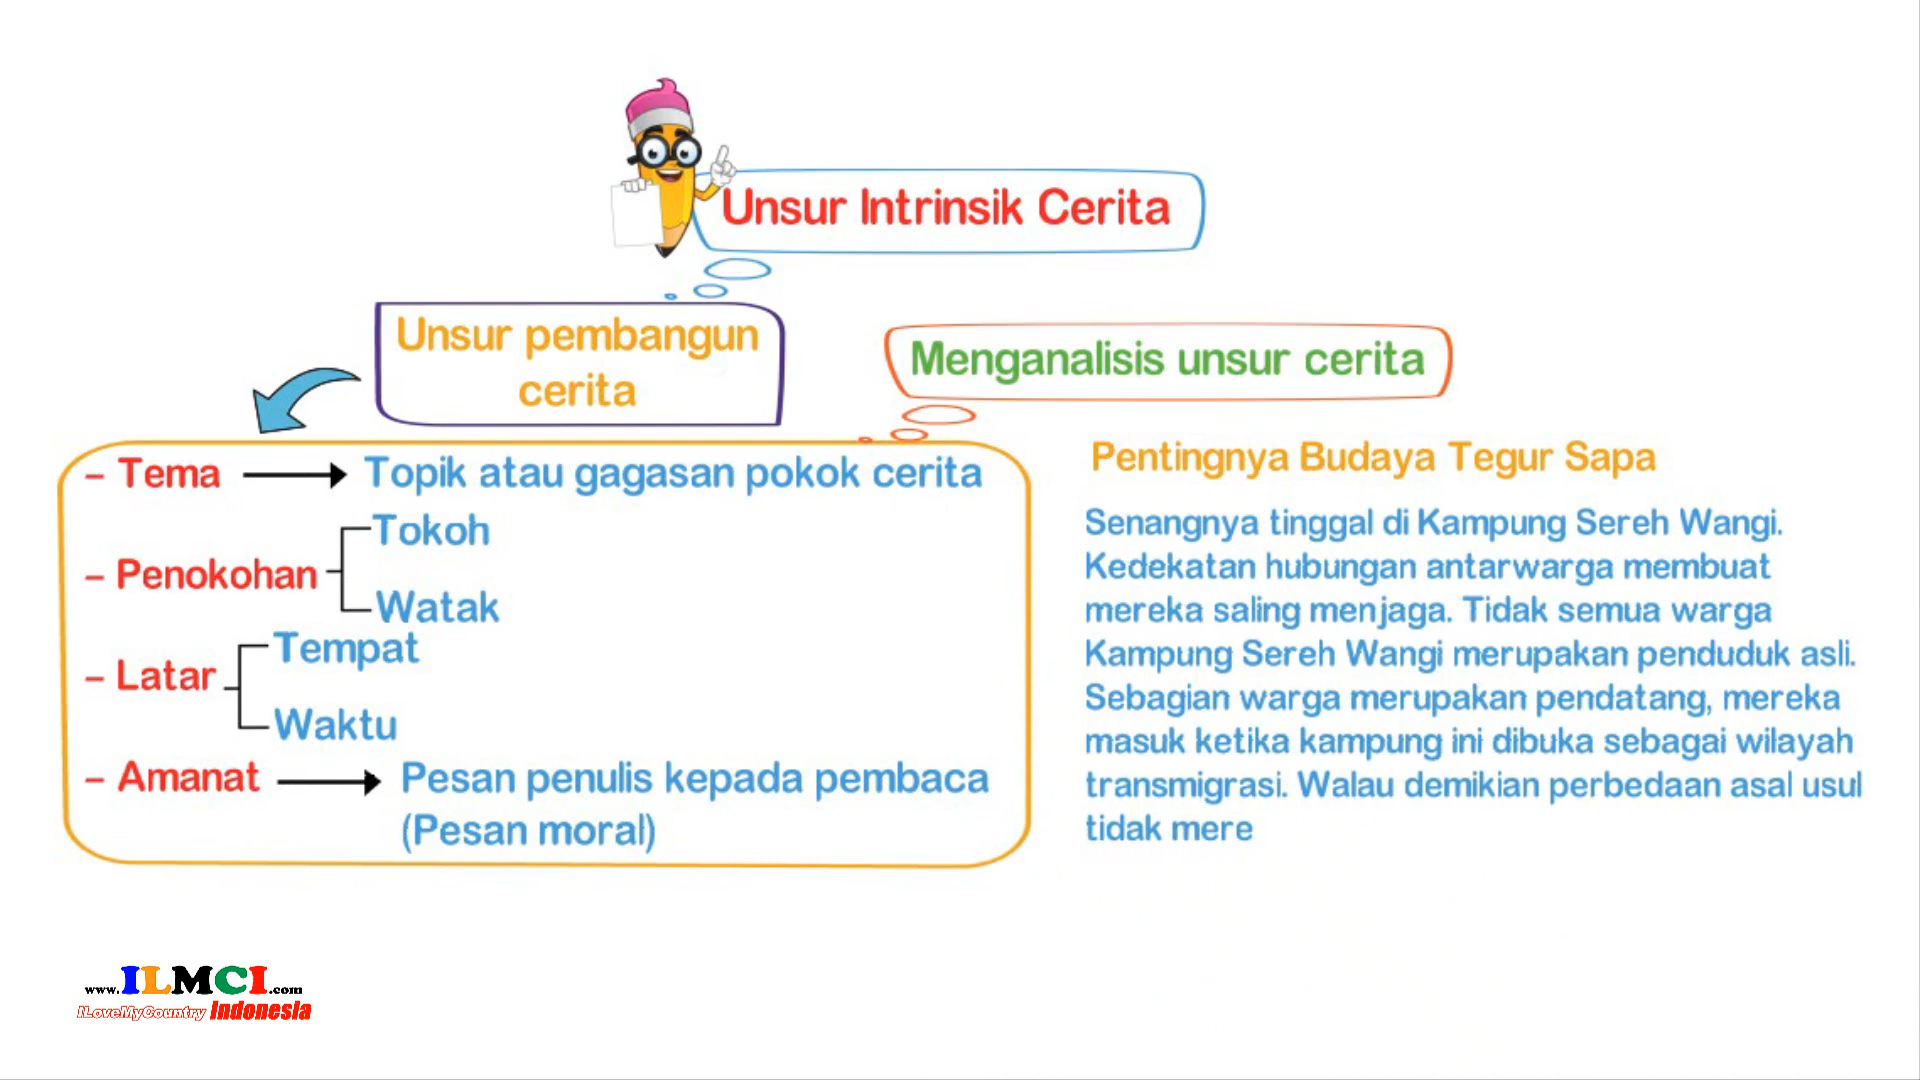 Unsur Intrinsik Cerita
Unsur pembangun
cerita
– Tema
Topik atau gagasan pokok cerita
– Penokohan
Tokoh
Watak
– Latar
Tempat
Waktu
– Amanat
Pesan penulis kepada pembaca
(Pesan moral)
Menganalisis unsur cerita
Pentingnya Budaya Tegur Sapa
Senangnya tinggal di Kampung Sereh Wangi.
Kedekatan hubungan antarwarga membuat
mereka saling menjaga. Tidak semua warga
Kampung Sereh Wangi merupakan penduduk asli.
Sebagian warga merupakan pendatang, mereka
masuk ketika kampung ini dibuka sebagai wilayah
transmigrasi. Walau demikian perbedaan asal usul
tidak mere
www.ILMCI.com
ILoveMyCountry Indonesia